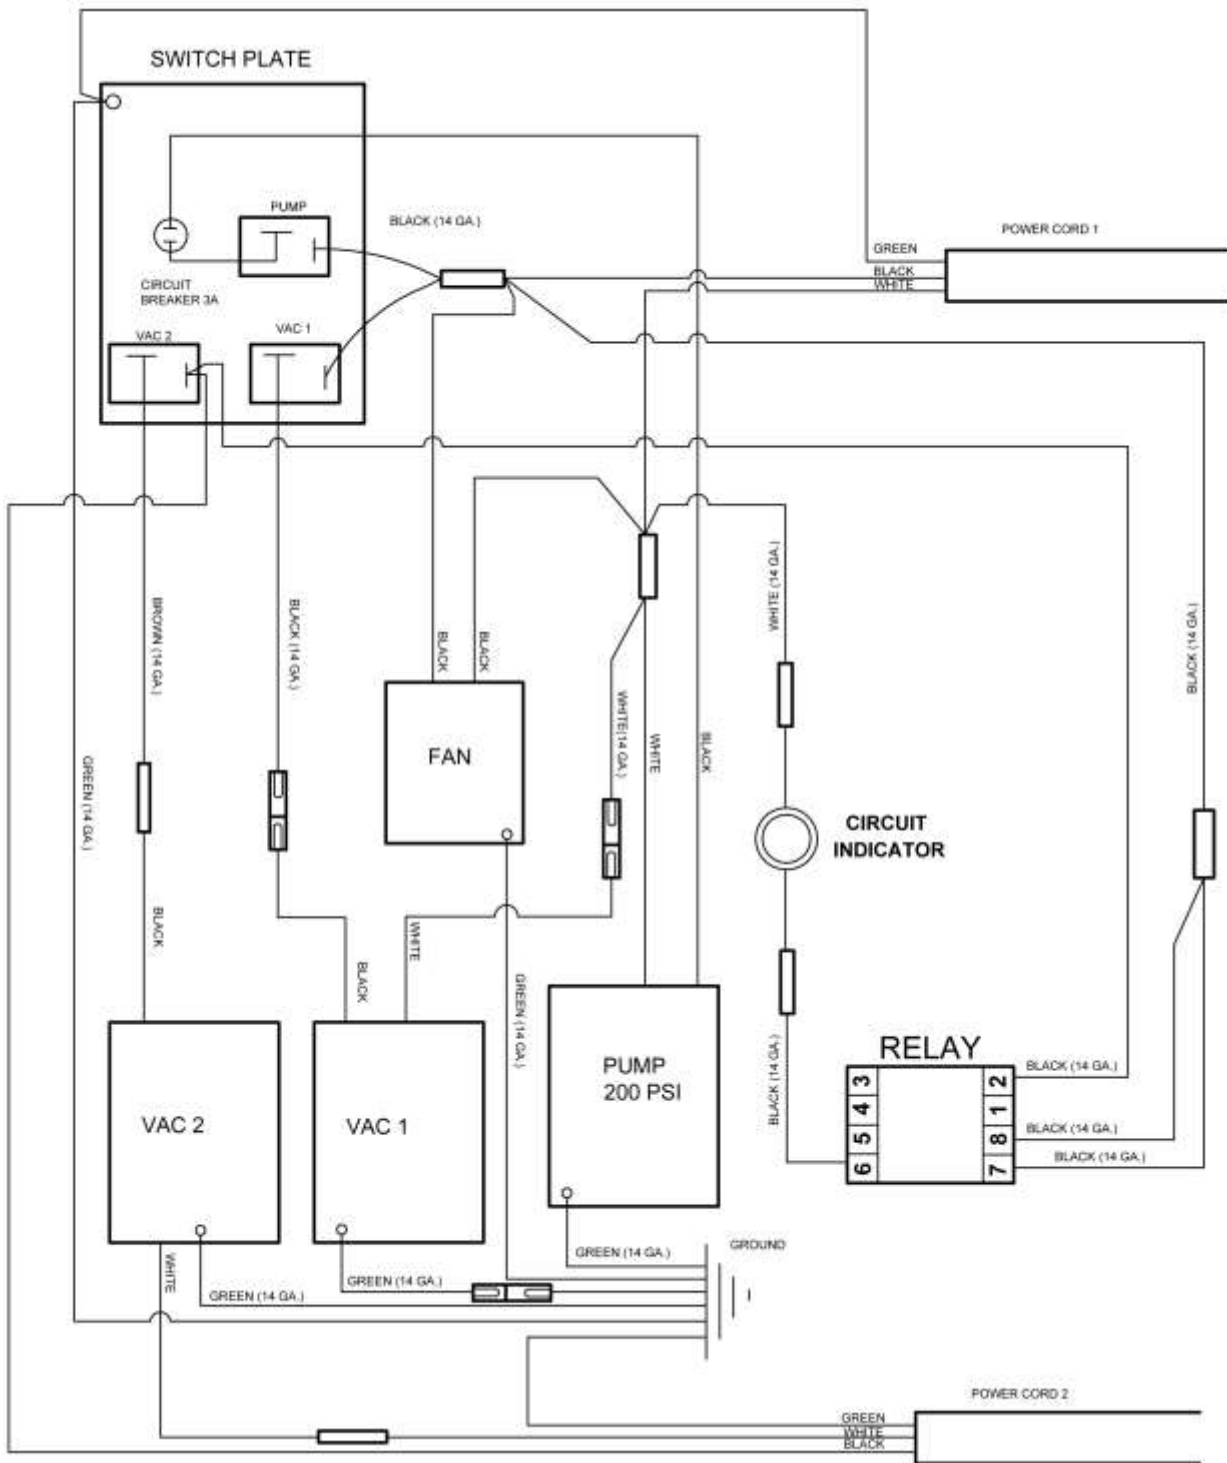 SWITCH PLATE
PUMP
BLACK (14 GA.)
POWER CORD 1
GREEN
BLACK
WHITE
CIRCUIT
BREAKER 3A
VAC 2
VAC 1
BROWN (14 GA.)
BLACK (14 GA.)
BLACK
BLACK
WHITE (14 GA.)
BLACK (14 GA.)
FAN
WHITE(14 GA.)
WHITE
BLACK
GREEN (14 GA.)
CIRCUIT
INDICATOR
BLACK
WHITE
BLACK
GREEN (14 GA.)
BLACK (14 GA.)
RELAY
3
4
5
6
2
1
8
7
BLACK (14 GA.)
BLACK (14 GA.)
BLACK (14 GA.)
PUMP
200 PSI
VAC 2
VAC 1
GROUND
GREEN (14 GA.)
WHITE
GREEN (14 GA.)
GREEN (14 GA.)
POWER CORD 2
GREEN
WHITE
BLACK